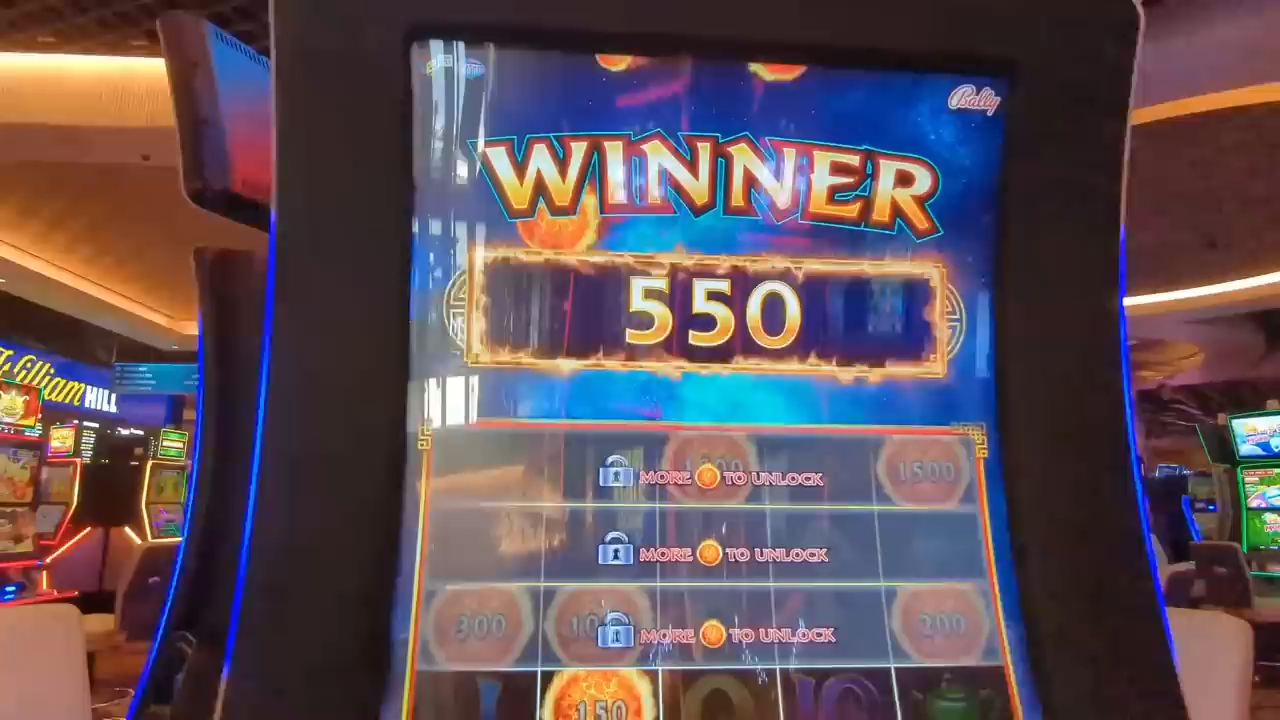 Bally
WINNER
550
William HILL
MORE TO UNLOCK
1500
MORE TO UNLOCK
300
MORE TO UNLOCK
200
150